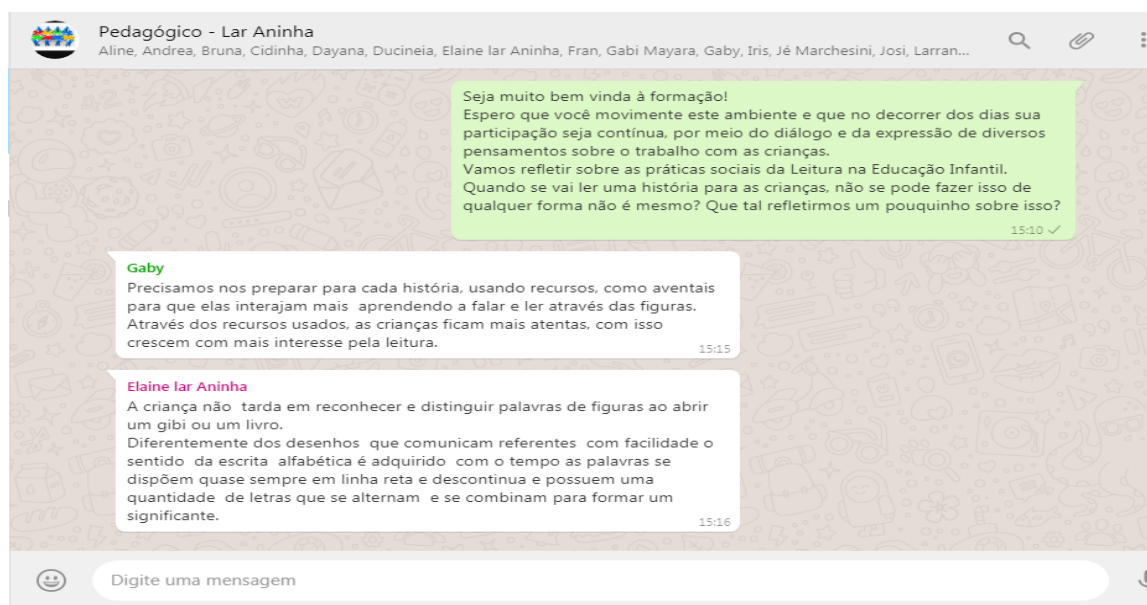 Pedagógico - Lar Aninha
Aline, Andrea, Bruna, Cidinha, Dayana, Ducineia, Elaine lar Aninha, Fran, Gabi Mayara, Gaby, Iris, Jé Marchesini, Josi, Larran...
Seja muito bem vinda à formação!
Espero que você movimente este ambiente e que no decorrer dos dias sua
participação seja contínua, por meio do diálogo e da expressão de diversos
pensamentos sobre o trabalho com as crianças.
Vamos refletir sobre as práticas sociais da Leitura na Educação Infantil.
Quando se vai ler uma história para as crianças, não se pode fazer isso de
qualquer forma não é mesmo? Que tal refletirmos um pouquinho sobre isso?
15:10
Gaby
Precisamos nos preparar para cada história, usando recursos, como aventais
para que elas interajam mais aprendendo a falar e ler através das figuras.
Através dos recursos usados, as crianças ficam mais atentas, com isso
crescem com mais interesse pela leitura.
15:15
Elaine lar Aninha
A criança não tarda em reconhecer e distinguir palavras de figuras ao abrir
um gibi ou um livro.
Diferentemente dos desenhos que comunicam referentes com facilidade o
sentido da escrita alfabética é adquirido com o tempo as palavras se
dispõem quase sempre em linha reta e descontinua e possuem uma
quantidade de letras que se alternam e se combinam para formar um
significante.
15:16
Digite uma mensagem